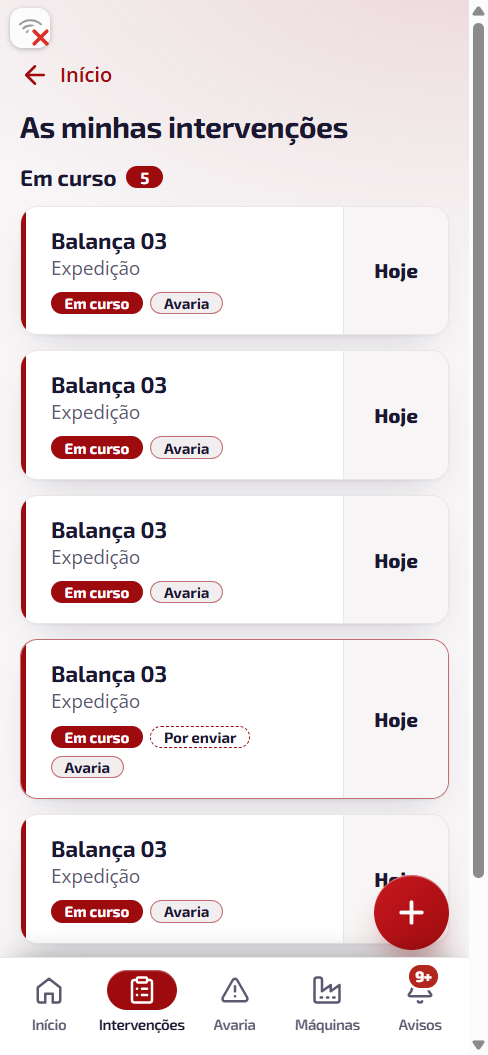 Início
As minhas intervenções
Em curso 5
Balança 03
Expedição
Em curso Avaria
Hoje
Balança 03
Expedição
Em curso Avaria
Hoje
Balança 03
Expedição
Em curso Avaria
Hoje
Balança 03
Expedição
Em curso Por enviar
Avaria
Hoje
Balança 03
Expedição
Em curso Avaria
9+
Início Intervenções Avaria Máquinas Avisos